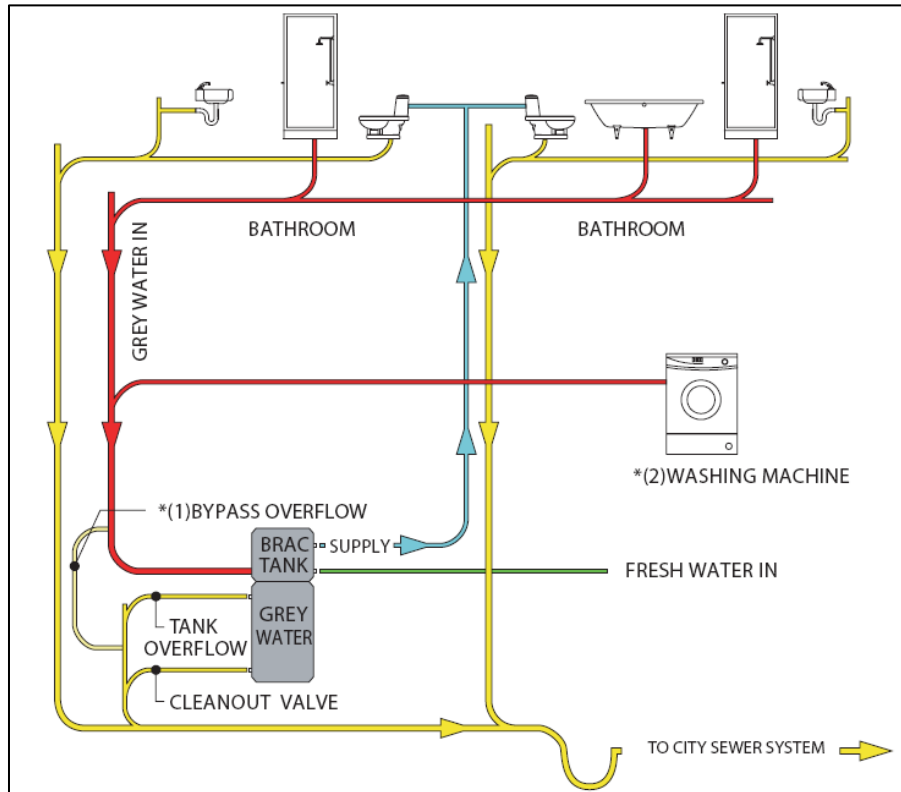 BATHROOM
BATHROOM
GREY WATER IN
*(2)WASHING MACHINE
*(1)BYPASS OVERFLOW
BRAC
TANK
SUPPLY
FRESH WATER IN
GREY
WATER
TANK
OVERFLOW
CLEANOUT VALVE
TO CITY SEWER SYSTEM